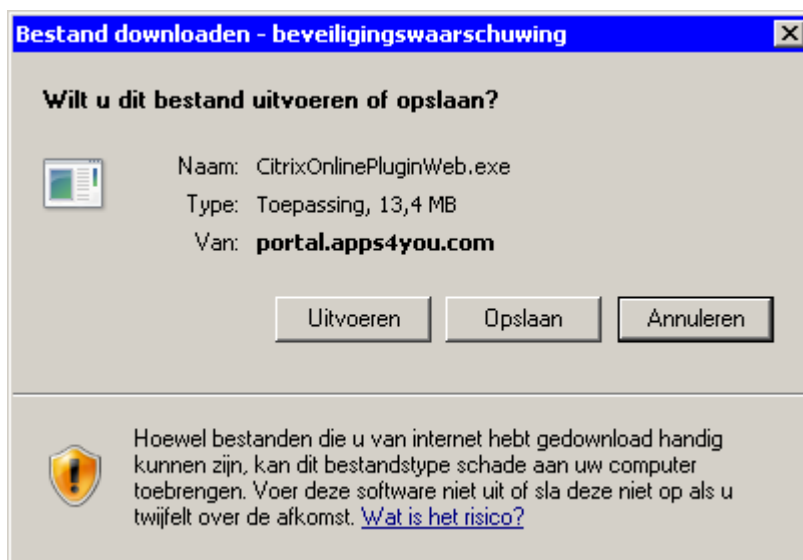 Bestand downloaden - beveiligingswaarschuwing
Wilt u dit bestand uitvoeren of opslaan?
Naam: CitrixOnlinePluginWeb.exe
Type: Toepassing, 13,4 MB
Van: portal.apps4you.com
Uitvoeren Opslaan Annuleren
Hoewel bestanden die u van internet hebt gedownload handig
kunnen zijn, kan dit bestandstype schade aan uw computer
toebrengen. Voer deze software niet uit of sla deze niet op als u
twijfelt over de afkomst. Wat is het risico?